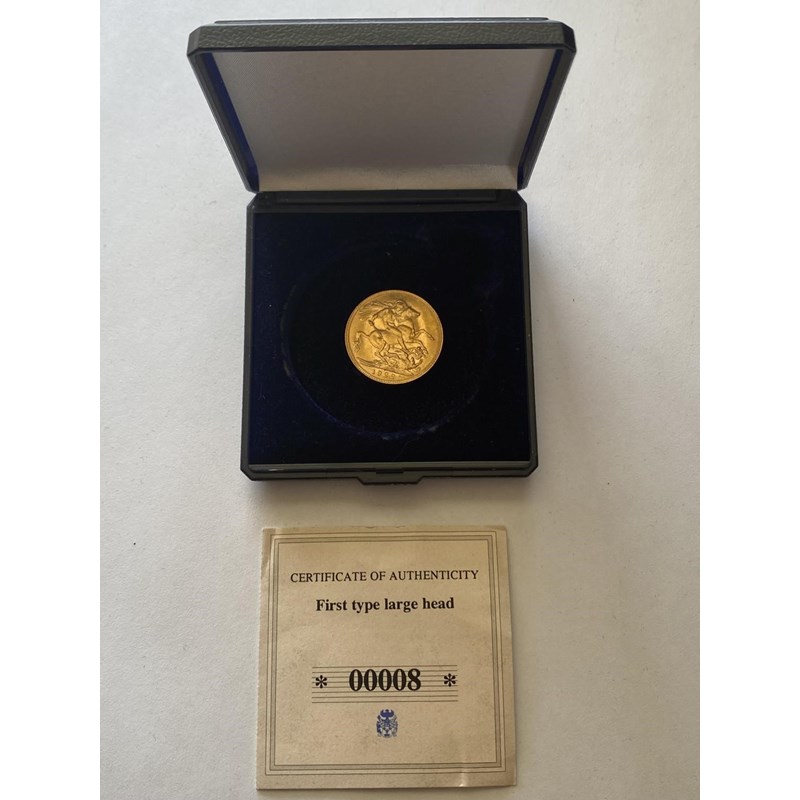 CERTIFICATE OF AUTHENTICITY
First type large head
* 00008 *